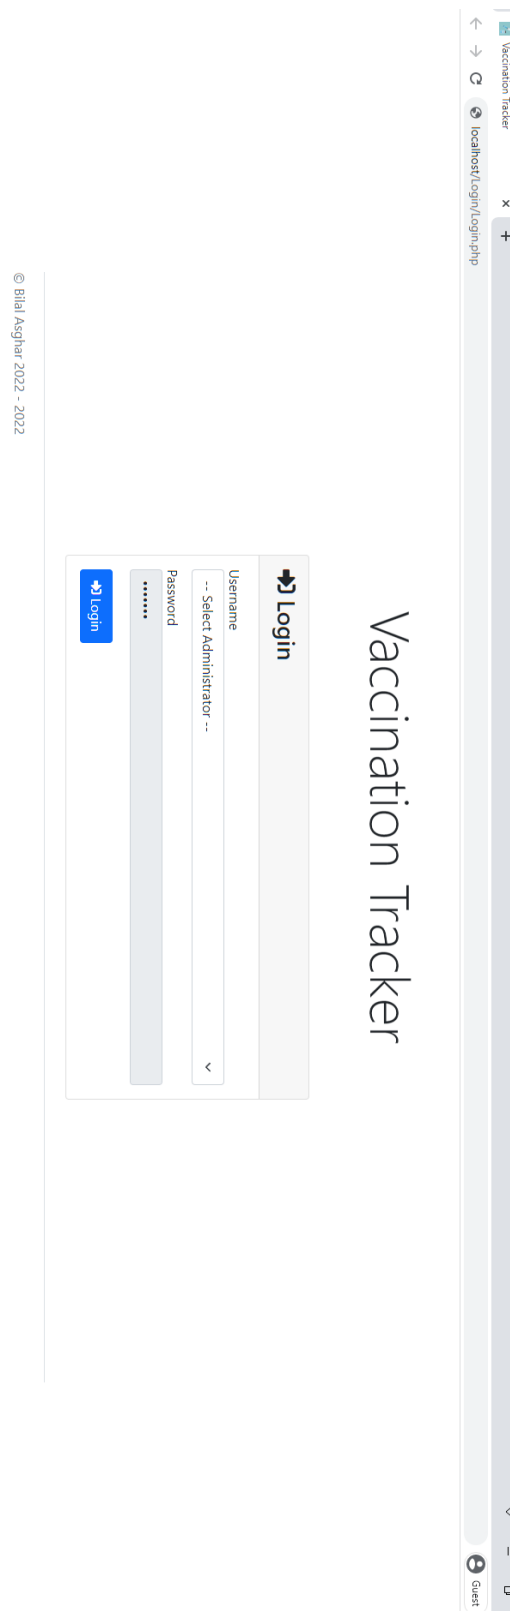 Vaccination Tracker
localhost/Login/Login.php
Guest
Vaccination Tracker
Login
Username
-- Select Administrator --
Password
Login
© Bilal Asghar 2022 - 2022